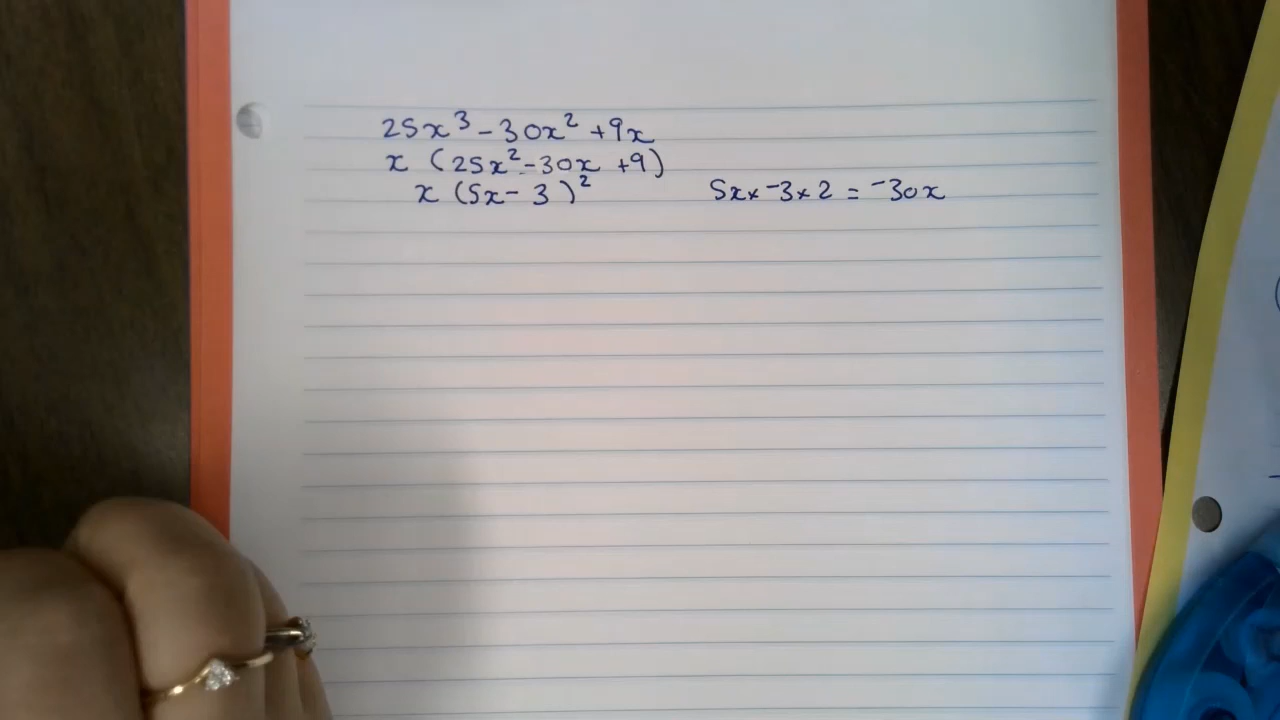 25x³ - 30x² + 9x
x (25x² - 30x + 9)
x (5x - 3)²    5x × ⁻3 × 2 = ⁻30x